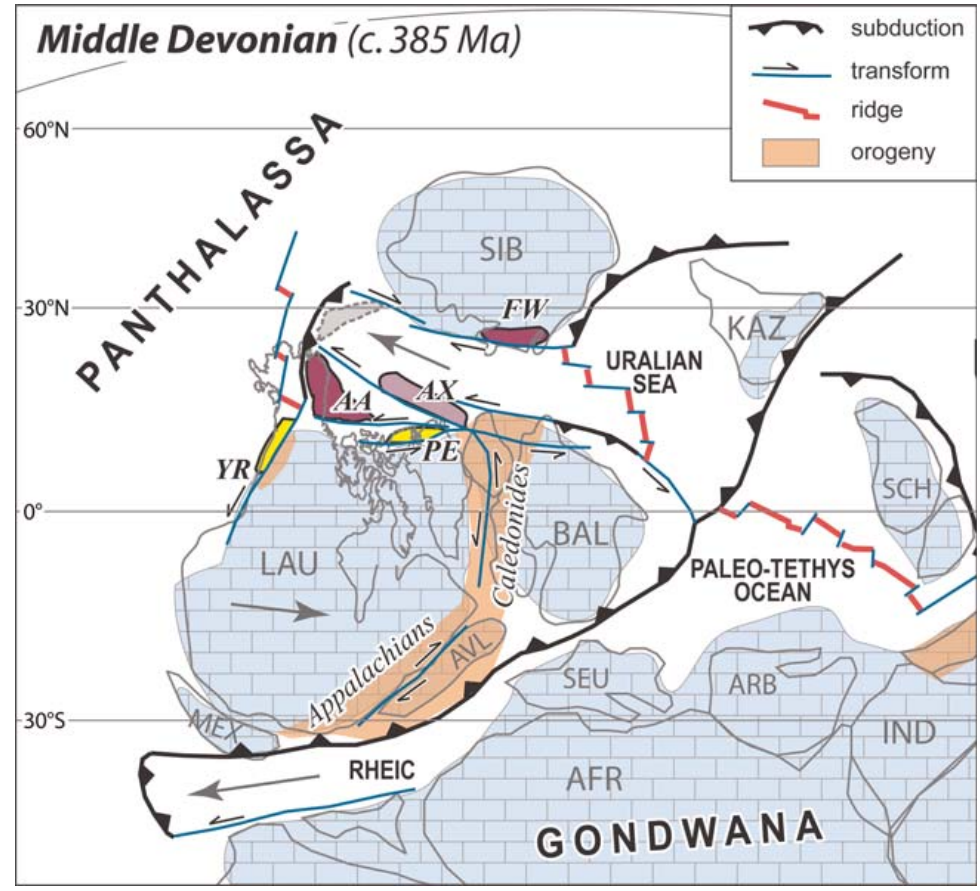 Middle Devonian (c. 385 Ma)
subduction
transform
ridge
orogeny
60°N
PANTHALASSA
SIB
30°N
FW
KAZ
URALIAN
SEA
AA
AX
PE
YR
SCH
0°
Caledonides
BAL
LAU
PALEO-TETHYS
OCEAN
Appalachians
AVL
SEU
ARB
MEX
30°S
IND
RHEIC
AFR
GONDWANA